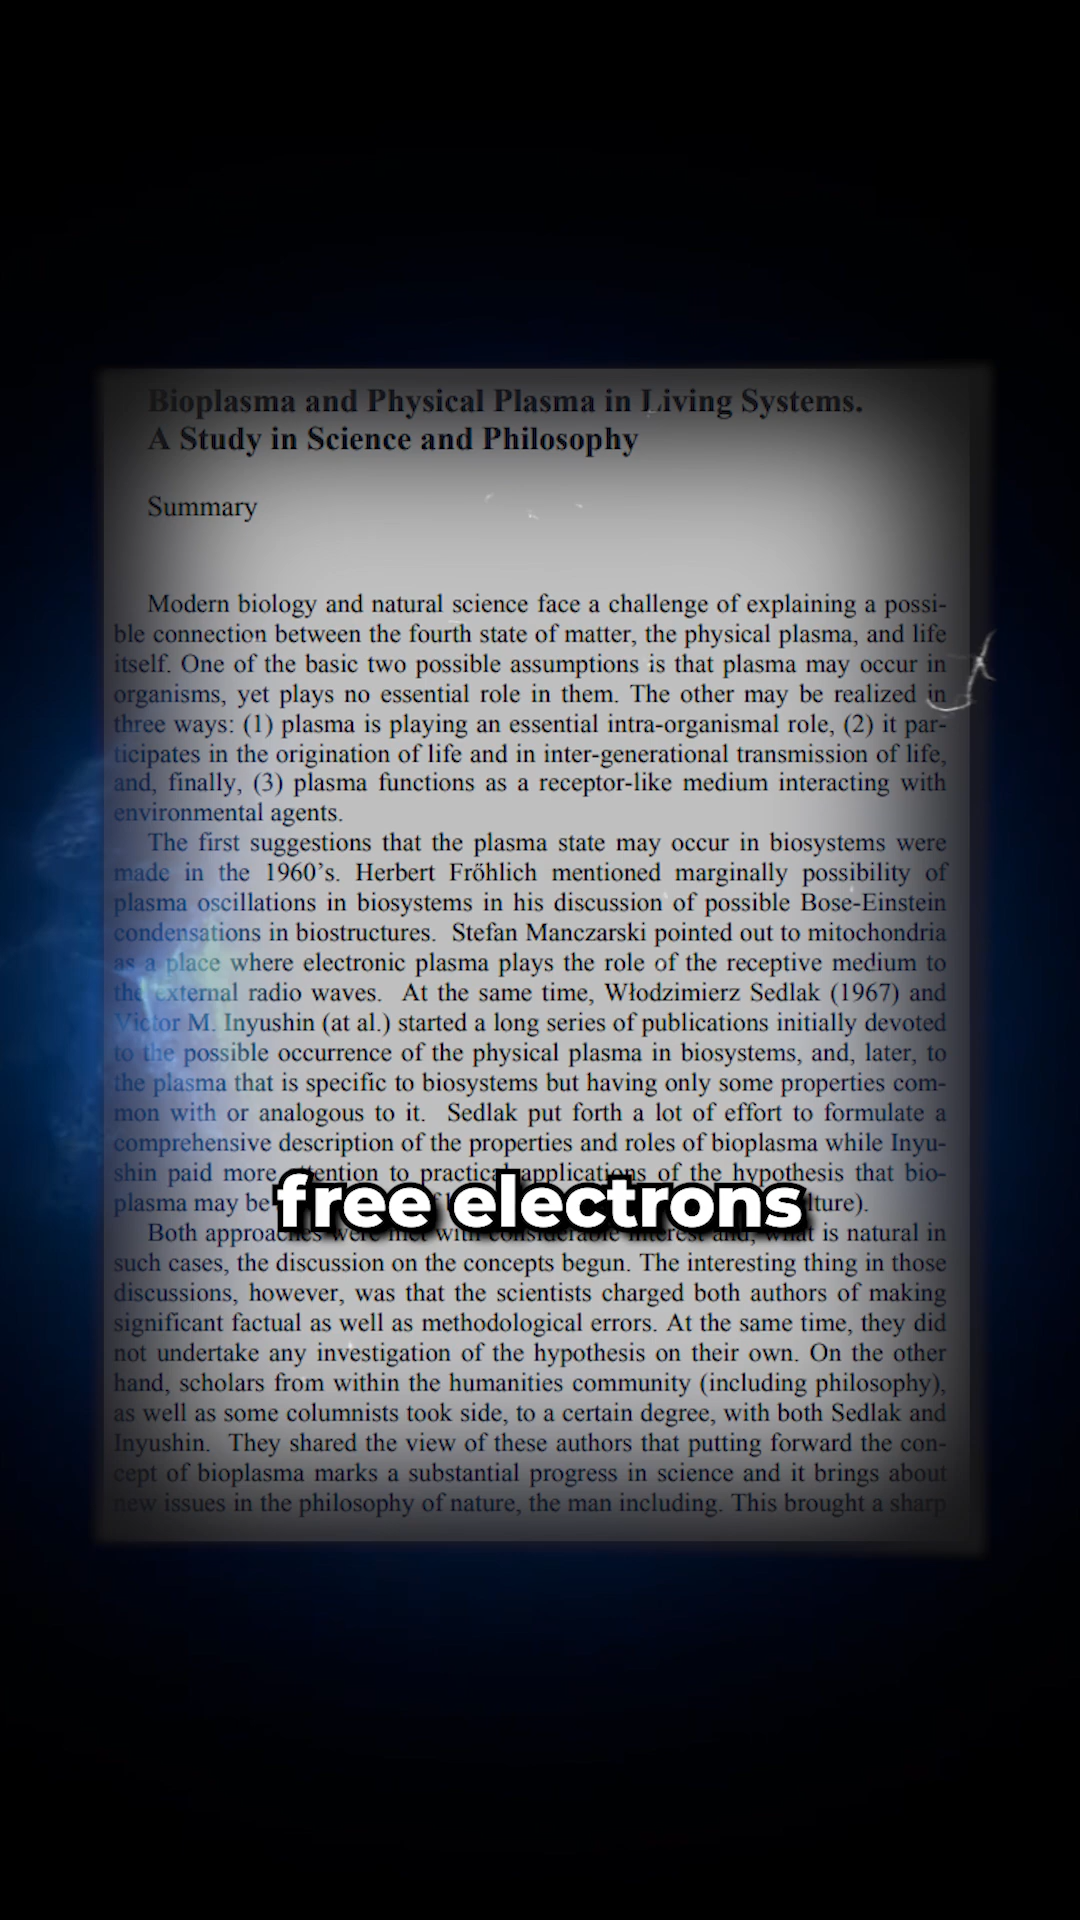 Bioplasma and Physical Plasma in Living Systems.
A Study in Science and Philosophy
Summary
Modern biology and natural science face a challenge of explaining a possi-
ble connection between the fourth state of matter, the physical plasma, and life
itself. One of the basic two possible assumptions is that plasma may occur in
organisms, yet plays no essential role in them. The other may be realized in
three ways: (1) plasma is playing an essential intra-organismal role, (2) it par-
ticipates in the origination of life and in inter-generational transmission of life,
and, finally, (3) plasma functions as a receptor-like medium interacting with
environmental agents.
The first suggestions that the plasma state may occur in biosystems were
made in the 1960's. Herbert Frőhlich mentioned marginally possibility of
plasma oscillations in biosystems in his discussion of possible Bose-Einstein
condensations in biostructures. Stefan Manczarski pointed out to mitochondria
as a place where electronic plasma plays the role of the receptive medium to
the external radio waves. At the same time, Włodzimierz Sedlak (1967) and
Victor M. Inyushin (at al.) started a long series of publications initially devoted
to the possible occurrence of the physical plasma in biosystems, and, later, to
the plasma that is specific to biosystems but having only some properties com-
mon with or analogous to it. Sedlak put forth a lot of effort to formulate a
comprehensive description of the properties and roles of bioplasma while Inyu-
shin paid more attention to practical applications of the hypothesis that bio-
plasma may be
free electrons
Both approaches were met with considerable interest and, what is natural in
such cases, the discussion on the concepts begun. The interesting thing in those
discussions, however, was that the scientists charged both authors of making
significant factual as well as methodological errors. At the same time, they did
not undertake any investigation of the hypothesis on their own. On the other
hand, scholars from within the humanities community (including philosophy),
as well as some columnists took side, to a certain degree, with both Sedlak and
Inyushin. They shared the view of these authors that putting forward the con-
cept of bioplasma marks a substantial progress in science and it brings about
new issues in the philosophy of nature, the man including. This brought a sharp